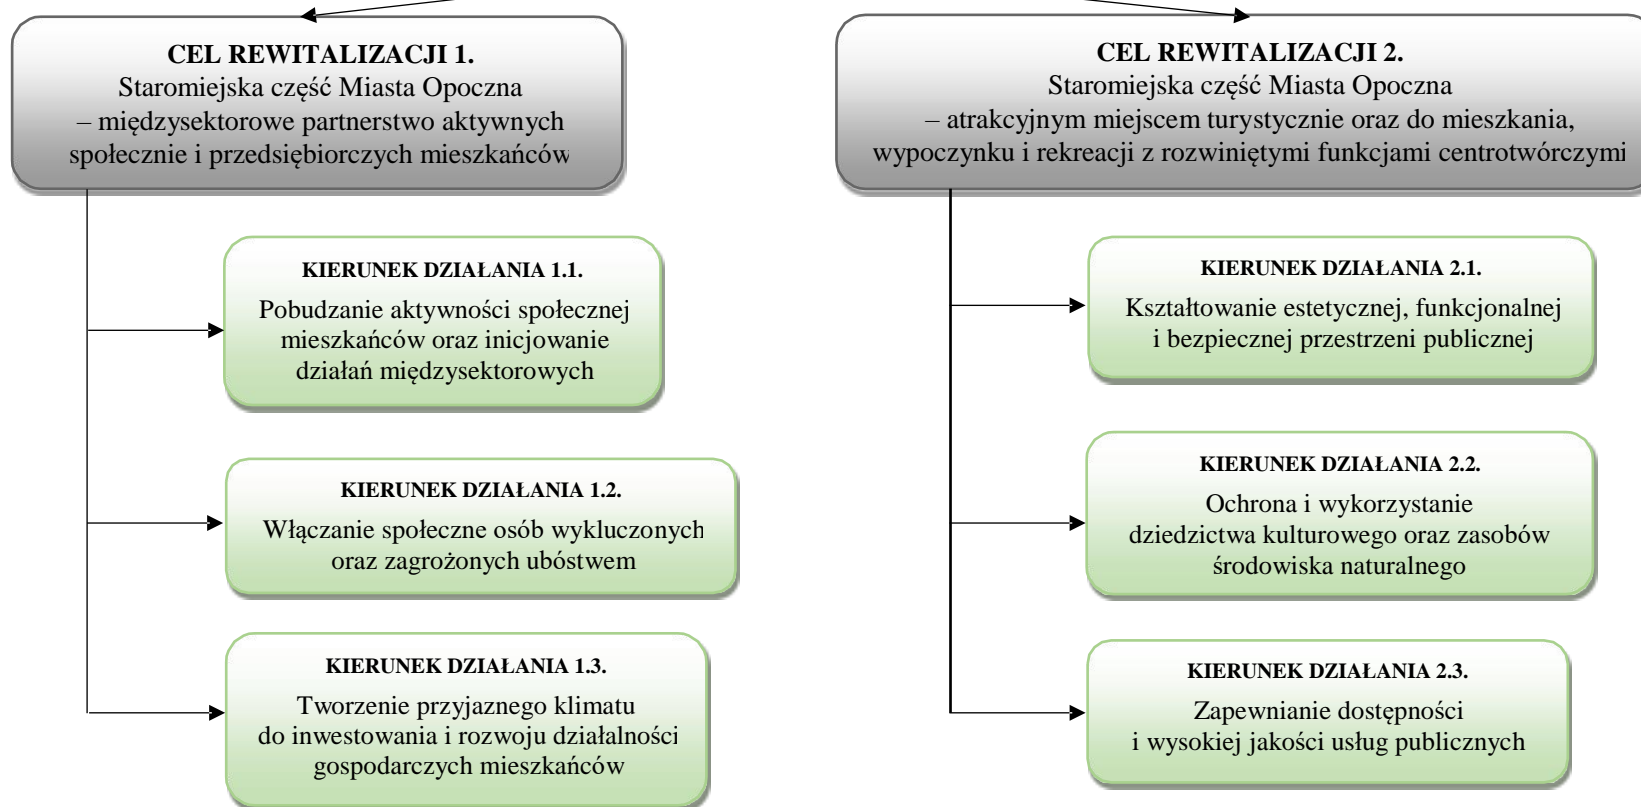 CEL REWITALIZACJI 1.
Staromiejska część Miasta Opoczna
– międzysektorowe partnerstwo aktywnych
społecznie i przedsiębiorczych mieszkańców
KIERUNEK DZIAŁANIA 1.1.
Pobudzanie aktywności społecznej
mieszkańców oraz inicjowanie
działań międzysektorowych
KIERUNEK DZIAŁANIA 1.2.
Włączanie społeczne osób wykluczonych
oraz zagrożonych ubóstwem
KIERUNEK DZIAŁANIA 1.3.
Tworzenie przyjaznego klimatu
do inwestowania i rozwoju działalności
gospodarczych mieszkańców
CEL REWITALIZACJI 2.
Staromiejska część Miasta Opoczna
– atrakcyjnym miejscem turystycznie oraz do mieszkania,
wypoczynku i rekreacji z rozwiniętymi funkcjami centrotwórczymi
KIERUNEK DZIAŁANIA 2.1.
Kształtowanie estetycznej, funkcjonalnej
i bezpiecznej przestrzeni publicznej
KIERUNEK DZIAŁANIA 2.2.
Ochrona i wykorzystanie
dziedzictwa kulturowego oraz zasobów
środowiska naturalnego
KIERUNEK DZIAŁANIA 2.3.
Zapewnianie dostępności
i wysokiej jakości usług publicznych